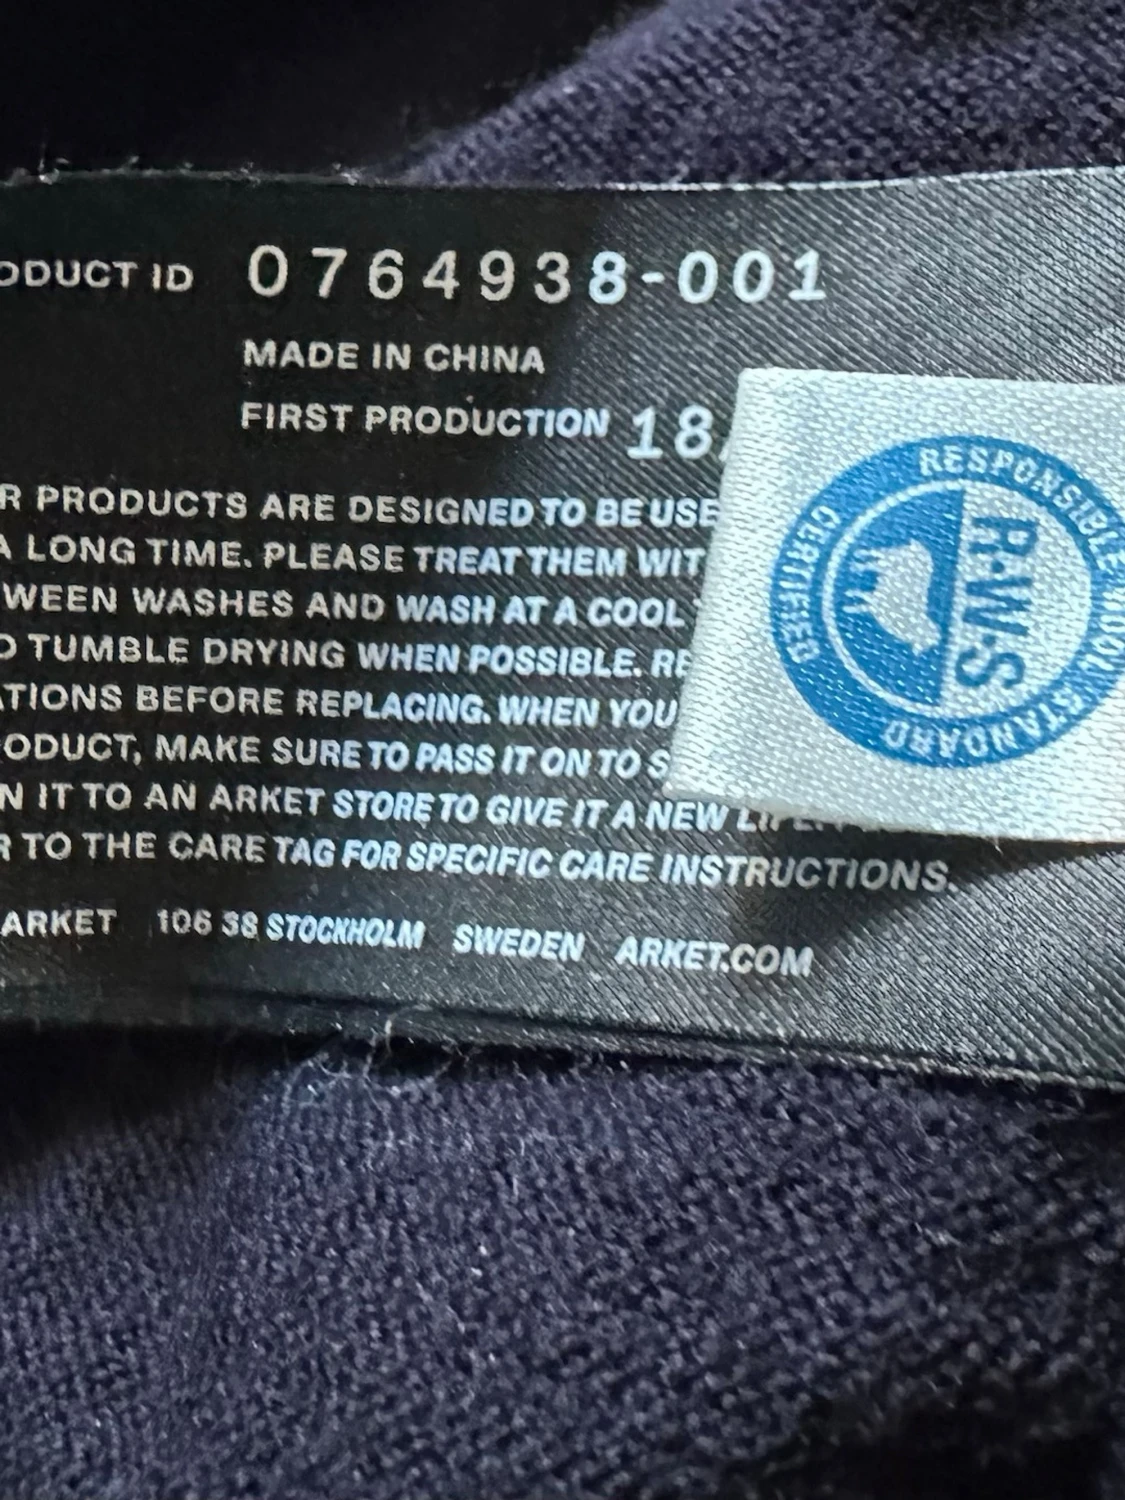 ODUCT ID 0764938-001
MADE IN CHINA
FIRST PRODUCTION 18
R PRODUCTS ARE DESIGNED TO BE USE
A LONG TIME. PLEASE TREAT THEM WIT
WEEN WASHES AND WASH AT A COOL
D TUMBLE DRYING WHEN POSSIBLE. RE
ATIONS BEFORE REPLACING. WHEN YOU
ODUCT, MAKE SURE TO PASS IT ON TO S
N IT TO AN ARKET STORE TO GIVE IT A NEW LIFE.
R TO THE CARE TAG FOR SPECIFIC CARE INSTRUCTIONS.
ARKET 106 38 STOCKHOLM SWEDEN ARKET.COM
RESPONSIBLE WOOL STANDARD
CERTIFIED
RWS